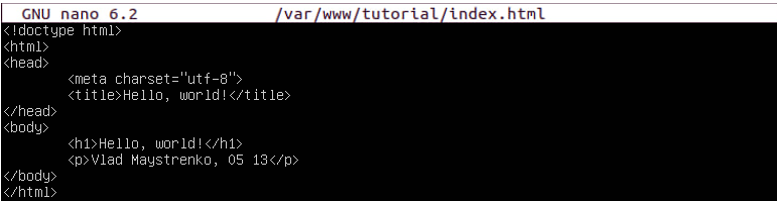 GNU nano 6.2 /var/www/tutorial/index.html
<!doctype html>
<html>
<head>
        <meta charset="utf-8">
        <title>Hello, world!</title>
</head>
<body>
        <h1>Hello, world!</h1>
        <p>Vlad Maystrenko, 05 13</p>
</body>
</html>